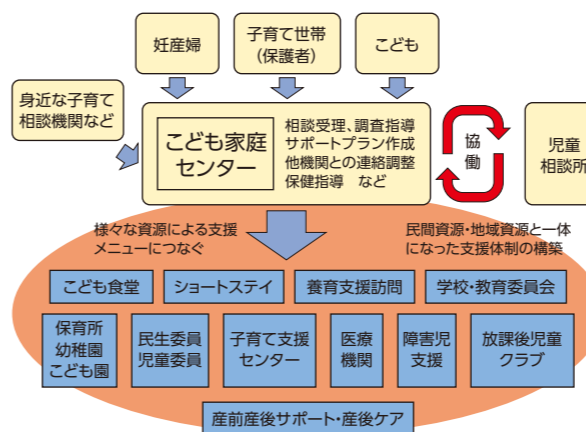 妊産婦
子育て世帯
(保護者)
こども
身近な子育て
相談機関など
こども家庭
センター
相談受理、調査指導
サポートプラン作成
他機関との連絡調整
保健指導　など
協
働
児童
相談所
様々な資源による支援
メニューにつなぐ
民間資源・地域資源と一体
になった支援体制の構築
こども食堂
ショートステイ
養育支援訪問
学校・教育委員会
保育所
幼稚園
こども園
民生委員
児童委員
子育て支援
センター
医療
機関
障害児
支援
放課後児童
クラブ
産前産後サポート・産後ケア